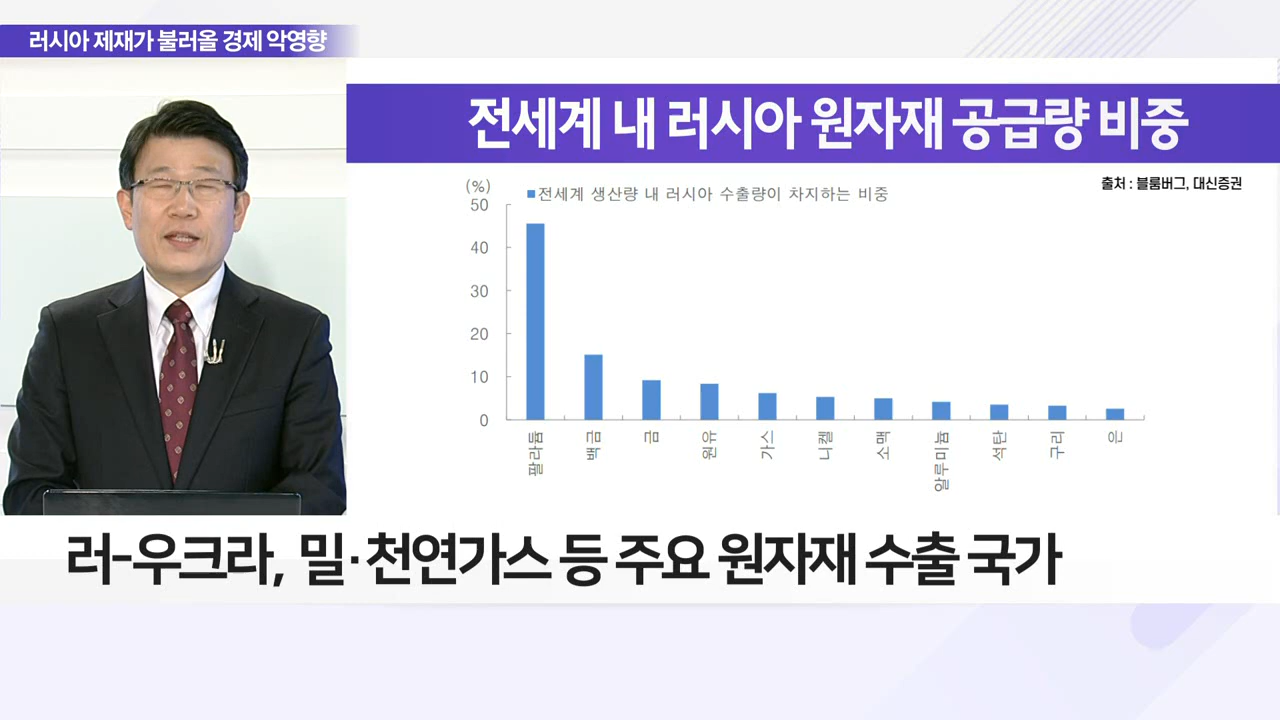 러시아 제재가 불러올 경제 악영향
전세계 내 러시아 원자재 공급량 비중
출처 : 블룸버그, 대신증권
(%)
전세계 생산량 내 러시아 수출량이 차지하는 비중
50
40
30
20
10
0
팔라듐 백금 금 원유 가스 니켈 소맥 알루미늄 석탄 구리 은
러-우크라, 밀·천연가스 등 주요 원자재 수출 국가